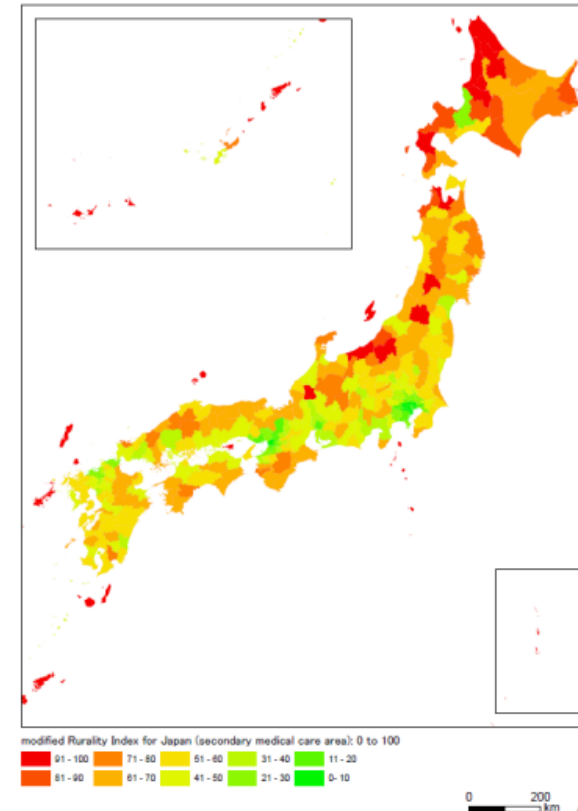 modified Rurality Index for Japan (secondary medical care area): 0 to 100
91 - 100 71 - 80 51 - 60 31 - 40 11 - 20
81 - 90 61 - 70 41 - 50 21 - 30 0- 10
0 200
km